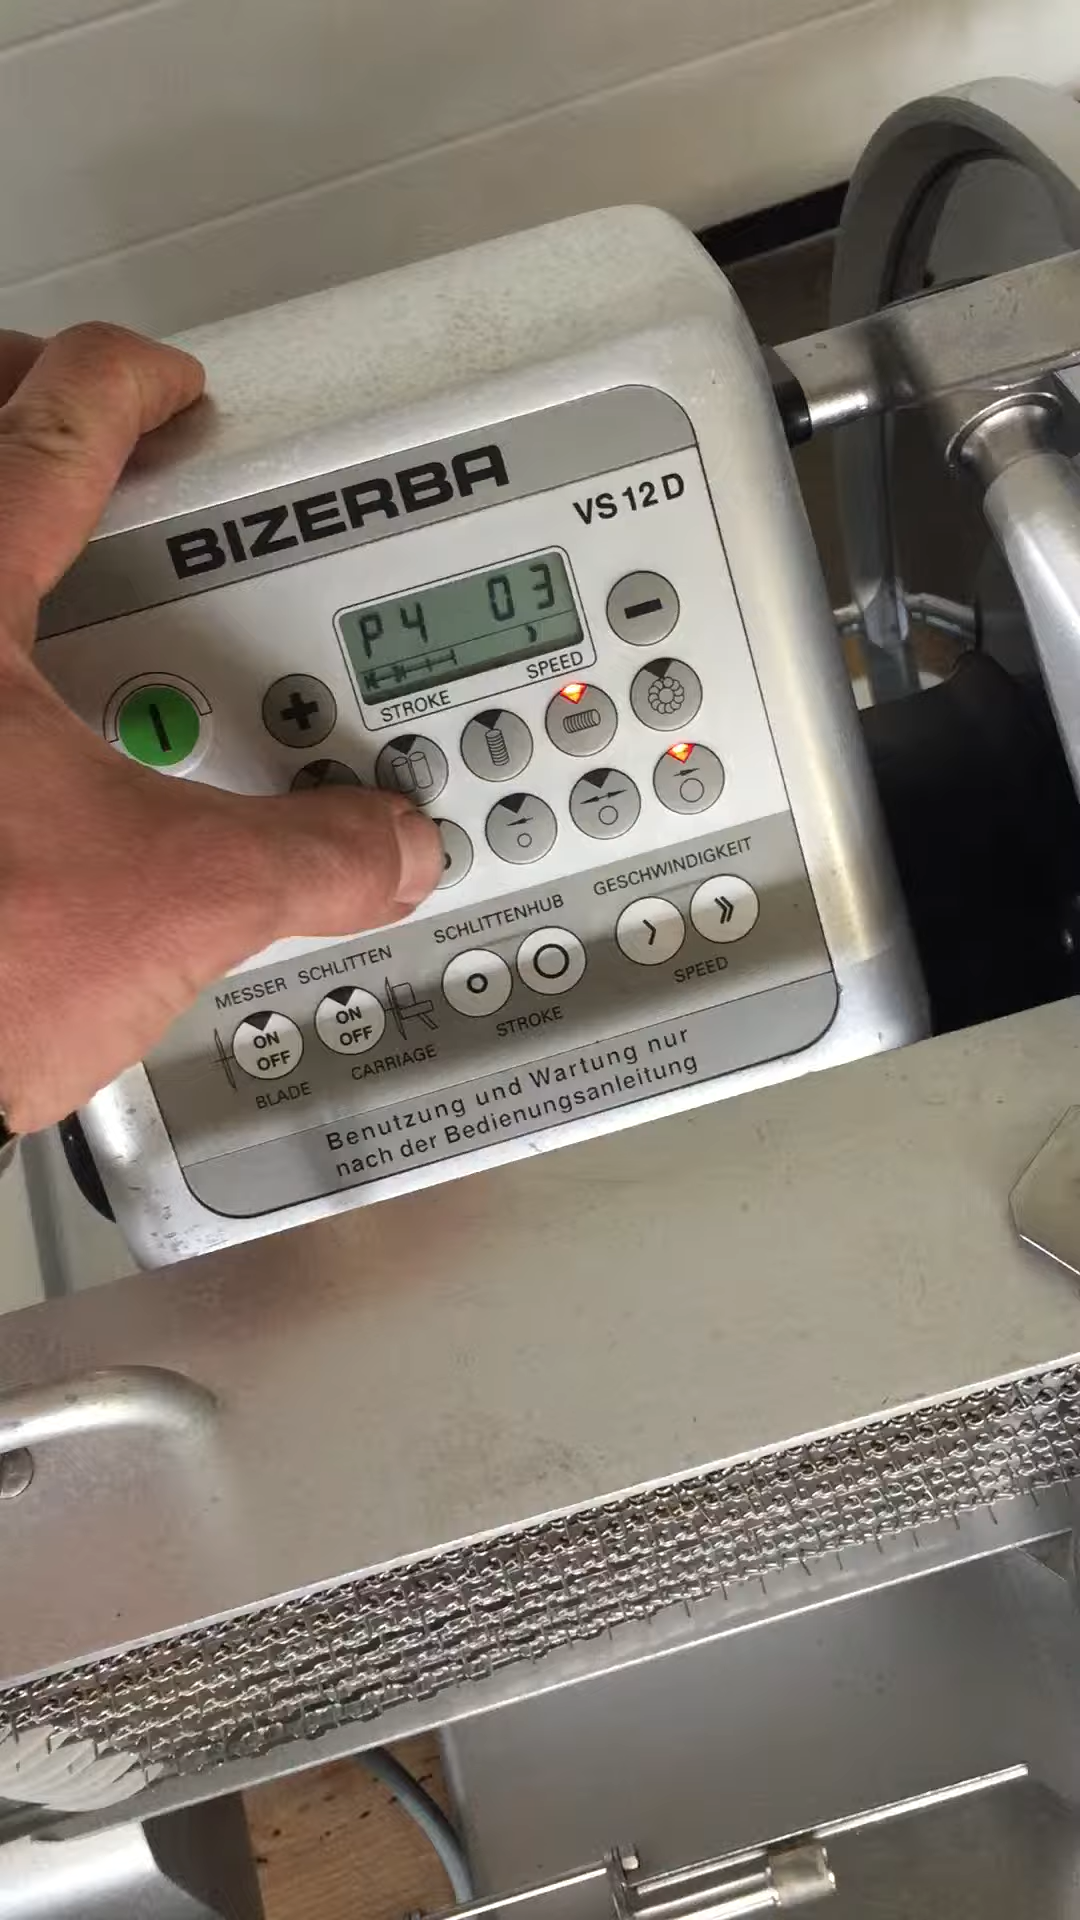 BIZERBA
VS 12 D
P4 03
STROKE SPEED
MESSER SCHLITTEN
SCHLITTENHUB
GESCHWINDIGKEIT
ON
OFF
ON
OFF
BLADE
CARRIAGE
STROKE
SPEED
Benutzung und Wartung nur
nach der Bedienungsanleitung